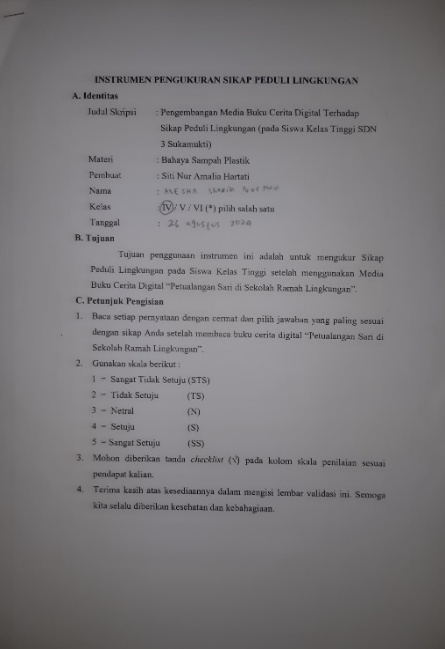 INSTRUMEN PENGUKURAN SIKAP PEDULI LINGKUNGAN
A. Identitas
Judul Skripsi : Pengembangan Media Buku Cerita Digital Terhadap
Sikap Peduli Lingkungan (pada Siswa Kelas Tinggi SDN
3 Sukamukti)
Materi : Bahaya Sampah Plastik
Pembuat : Siti Nur Amalia Hartati
Nama :
Kelas : IV / V / VI (*) pilih salah satu
Tanggal : 26 agustus 2024
B. Tujuan
Tujuan penggunaan instrumen ini adalah untuk mengukur Sikap
Peduli Lingkungan pada Siswa Kelas Tinggi setelah menggunakan Media
Buku Cerita Digital “Petualangan Sari di Sekolah Ramah Lingkungan”.
C. Petunjuk Pengisian
1. Baca setiap pernyataan dengan cermat dan pilih jawaban yang paling sesuai
dengan sikap Anda setelah membaca buku cerita digital “Petualangan Sari di
Sekolah Ramah Lingkungan”.
2. Gunakan skala berikut :
1 = Sangat Tidak Setuju (STS)
2 = Tidak Setuju (TS)
3 = Netral (N)
4 = Setuju (S)
5 = Sangat Setuju (SS)
3. Mohon diberikan tanda checklist (√) pada kolom skala penilaian sesuai
pendapat kalian.
4. Terima kasih atas kesediaannya dalam mengisi lembar validasi ini. Semoga
kita selalu diberikan kesehatan dan kebahagiaan.